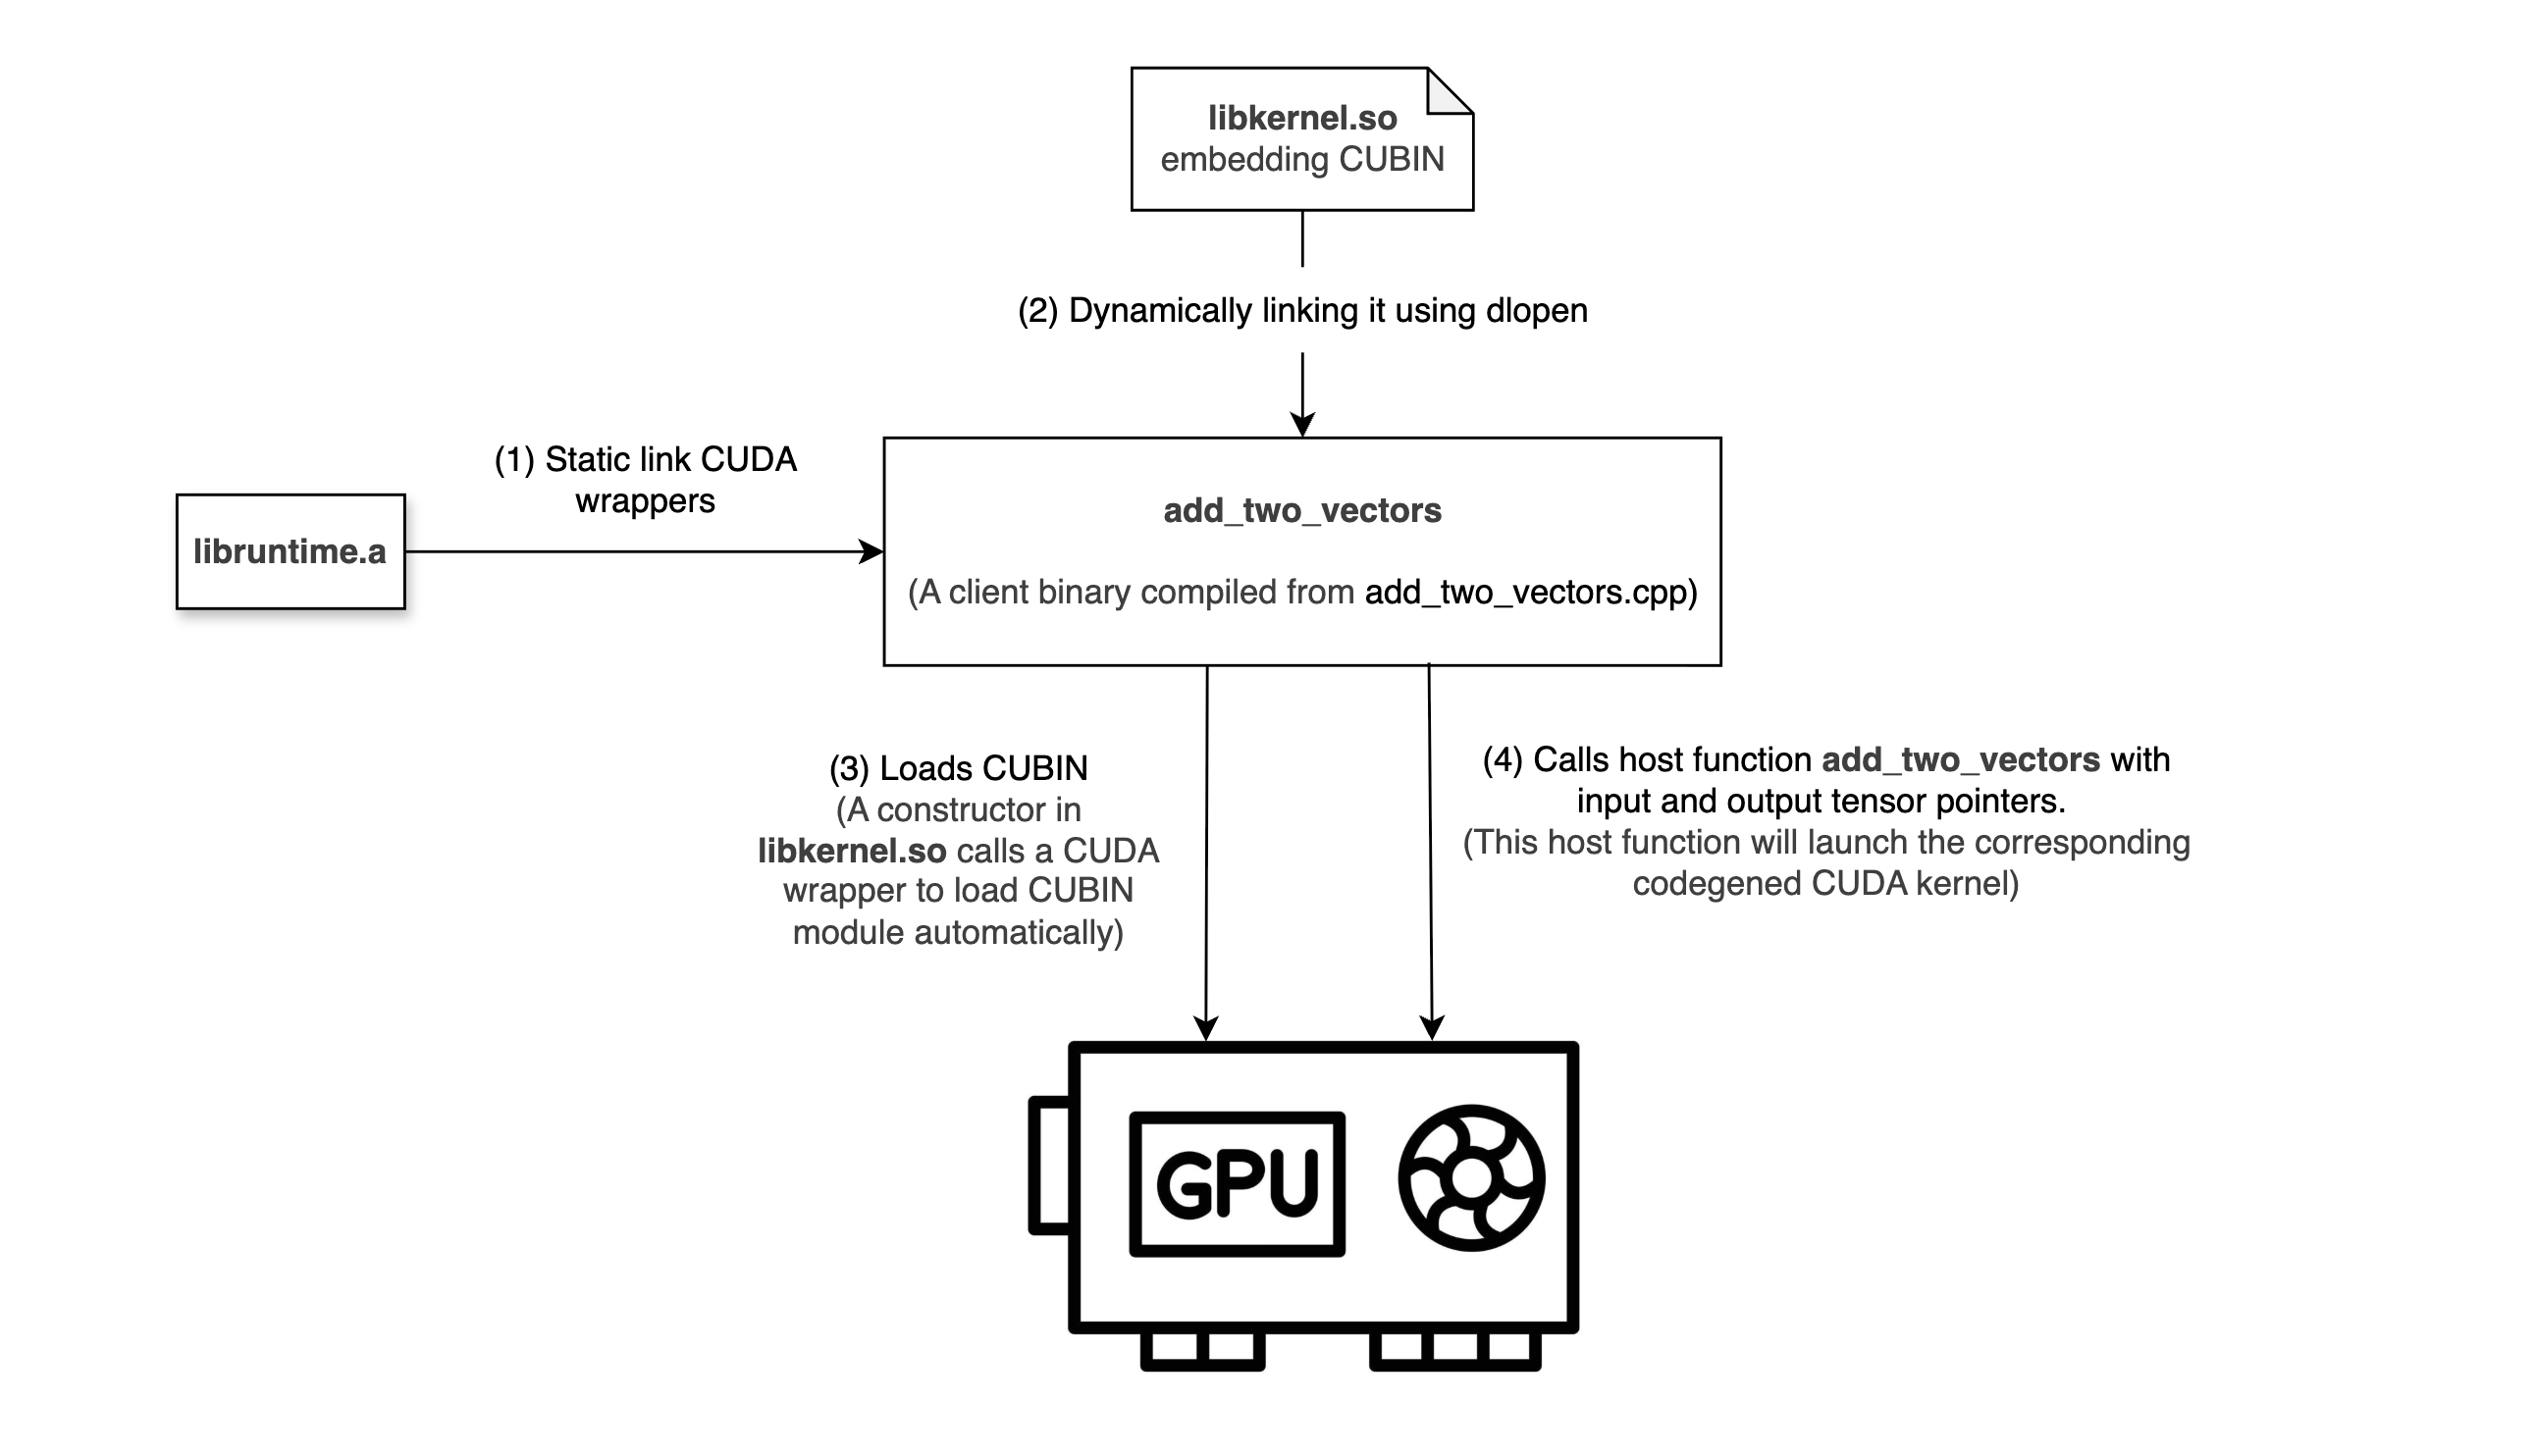 libkernel.so
embedding CUBIN
(2) Dynamically linking it using dlopen
(1) Static link CUDA
wrappers
libruntime.a
add_two_vectors
(A client binary compiled from add_two_vectors.cpp)
(3) Loads CUBIN
(A constructor in
libkernel.so calls a CUDA
wrapper to load CUBIN
module automatically)
(4) Calls host function add_two_vectors with
input and output tensor pointers.
(This host function will launch the corresponding
codegened CUDA kernel)
GPU